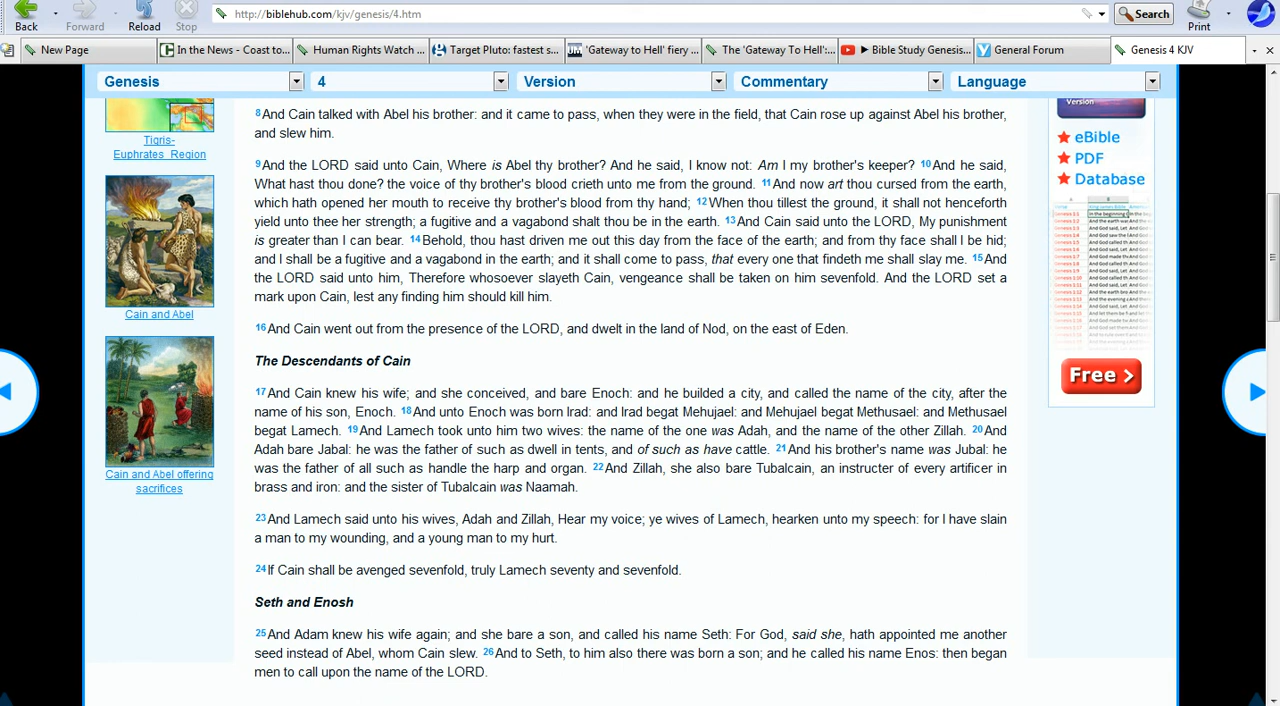 Back
Forward
Reload
Stop
http://biblehub.com/kjv/genesis/4.htm
Search
Print
New Page
In the News - Coast to...
Human Rights Watch ...
Target Pluto: fastest s...
'Gateway to Hell' fiery ...
The 'Gateway To Hell':...
▶ Bible Study Genesis...
General Forum
Genesis 4 KJV
Genesis
4
Version
Commentary
Language
Tigris-
Euphrates Region
Cain and Abel
Cain and Abel offering
sacrifices
8And Cain talked with Abel his brother: and it came to pass, when they were in the field, that Cain rose up against Abel his brother,
and slew him.
9And the LORD said unto Cain, Where is Abel thy brother? And he said, I know not: Am I my brother's keeper? 10And he said,
What hast thou done? the voice of thy brother's blood crieth unto me from the ground. 11And now art thou cursed from the earth,
which hath opened her mouth to receive thy brother's blood from thy hand; 12When thou tillest the ground, it shall not henceforth
yield unto thee her strength; a fugitive and a vagabond shalt thou be in the earth. 13And Cain said unto the LORD, My punishment
is greater than I can bear. 14Behold, thou hast driven me out this day from the face of the earth; and from thy face shall I be hid;
and I shall be a fugitive and a vagabond in the earth; and it shall come to pass, that every one that findeth me shall slay me. 15And
the LORD said unto him, Therefore whosoever slayeth Cain, vengeance shall be taken on him sevenfold. And the LORD set a
mark upon Cain, lest any finding him should kill him.
16And Cain went out from the presence of the LORD, and dwelt in the land of Nod, on the east of Eden.
The Descendants of Cain
17And Cain knew his wife; and she conceived, and bare Enoch: and he builded a city, and called the name of the city, after the
name of his son, Enoch. 18And unto Enoch was born Irad: and Irad begat Mehujael: and Mehujael begat Methusael: and Methusael
begat Lamech. 19And Lamech took unto him two wives: the name of the one was Adah, and the name of the other Zillah. 20And
Adah bare Jabal: he was the father of such as dwell in tents, and of such as have cattle. 21And his brother's name was Jubal: he
was the father of all such as handle the harp and organ. 22And Zillah, she also bare Tubalcain, an instructer of every artificer in
brass and iron: and the sister of Tubalcain was Naamah.
23And Lamech said unto his wives, Adah and Zillah, Hear my voice; ye wives of Lamech, hearken unto my speech: for I have slain
a man to my wounding, and a young man to my hurt.
24If Cain shall be avenged sevenfold, truly Lamech seventy and sevenfold.
Seth and Enosh
25And Adam knew his wife again; and she bare a son, and called his name Seth: For God, said she, hath appointed me another
seed instead of Abel, whom Cain slew. 26And to Seth, to him also there was born a son; and he called his name Enos: then began
men to call upon the name of the LORD.
Version
eBible
PDF
Database
Free >